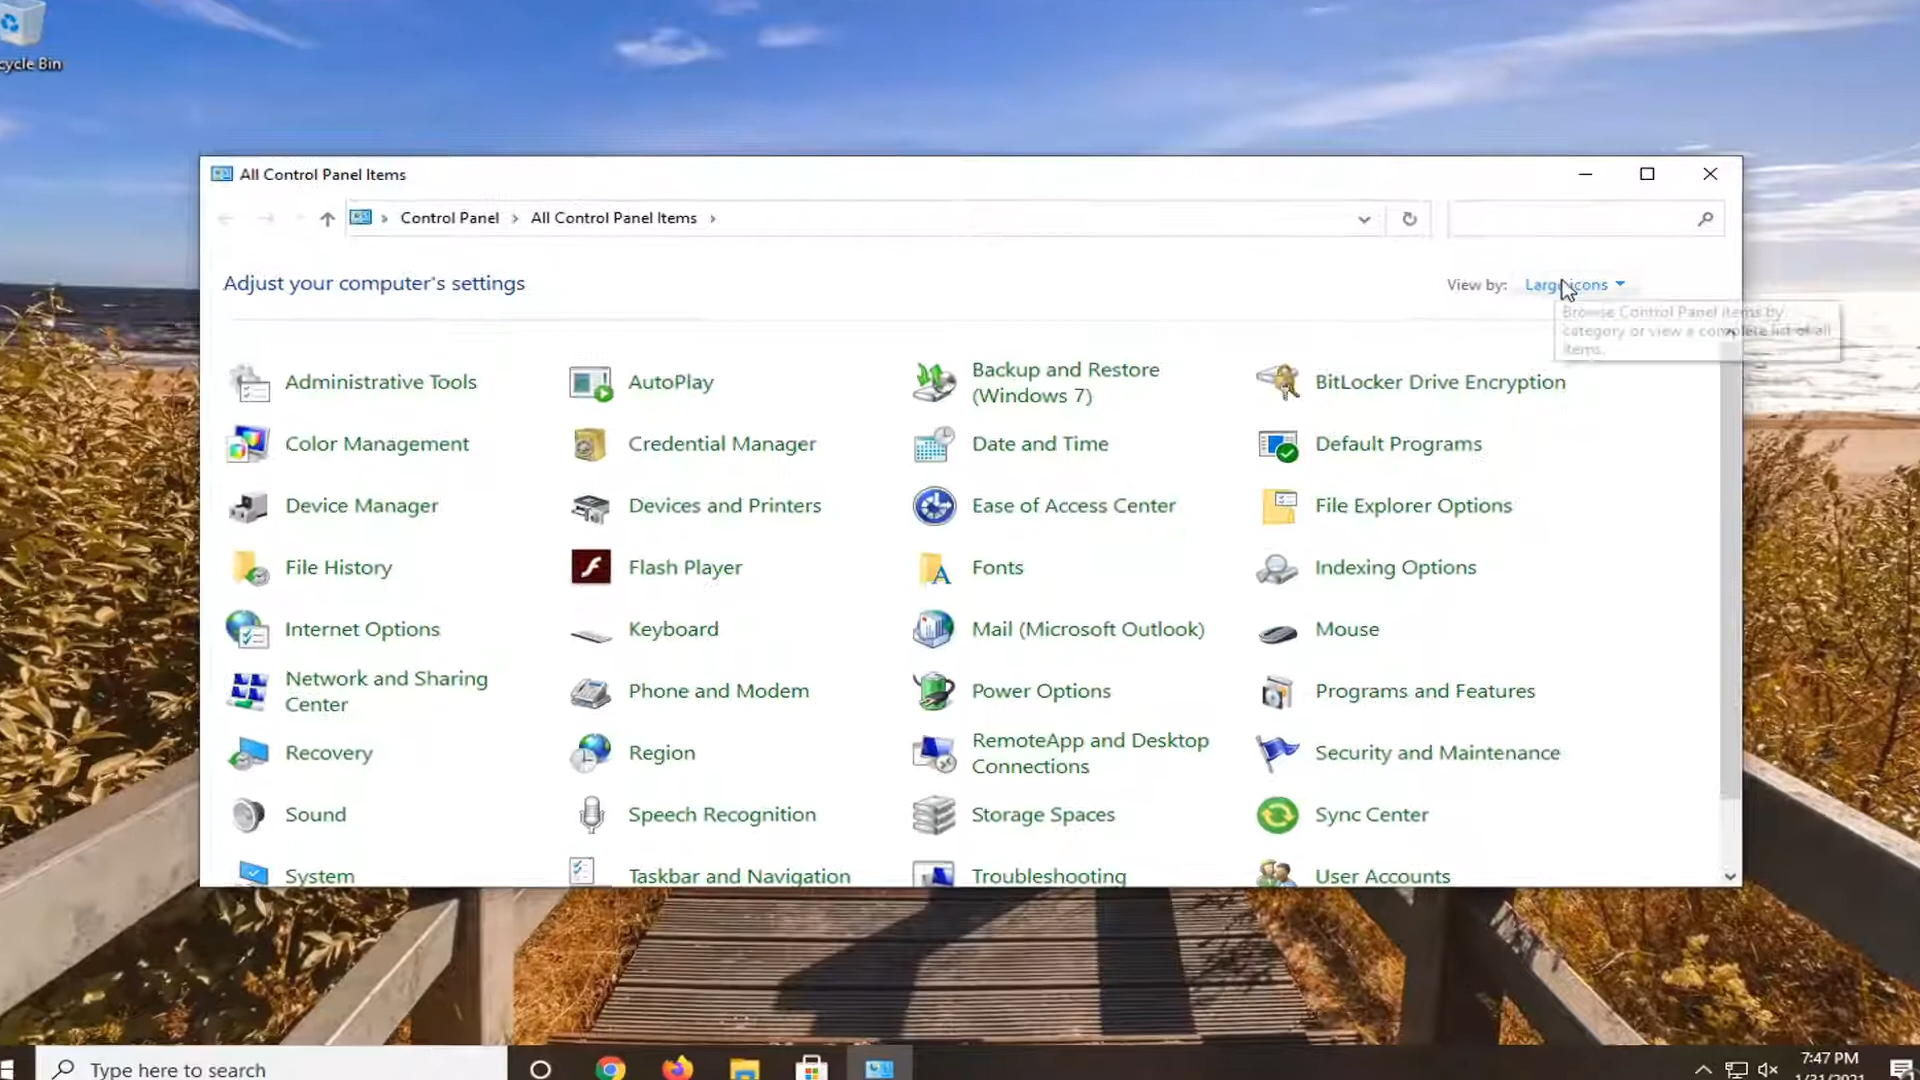 cycle Bin
All Control Panel Items
Control Panel
All Control Panel Items
Adjust your computer's settings
View by:
Large icons
Browse Control Panel items by
category or view a complete list of all
items.
Administrative Tools
AutoPlay
Backup and Restore
(Windows 7)
BitLocker Drive Encryption
Color Management
Credential Manager
Date and Time
Default Programs
Device Manager
Devices and Printers
Ease of Access Center
File Explorer Options
File History
Flash Player
Fonts
Indexing Options
Internet Options
Keyboard
Mail (Microsoft Outlook)
Mouse
Network and Sharing
Center
Phone and Modem
Power Options
Programs and Features
Recovery
Region
RemoteApp and Desktop
Connections
Security and Maintenance
Sound
Speech Recognition
Storage Spaces
Sync Center
System
Taskbar and Navigation
Troubleshooting
User Accounts
Type here to search
7:47 PM
1/31/2021